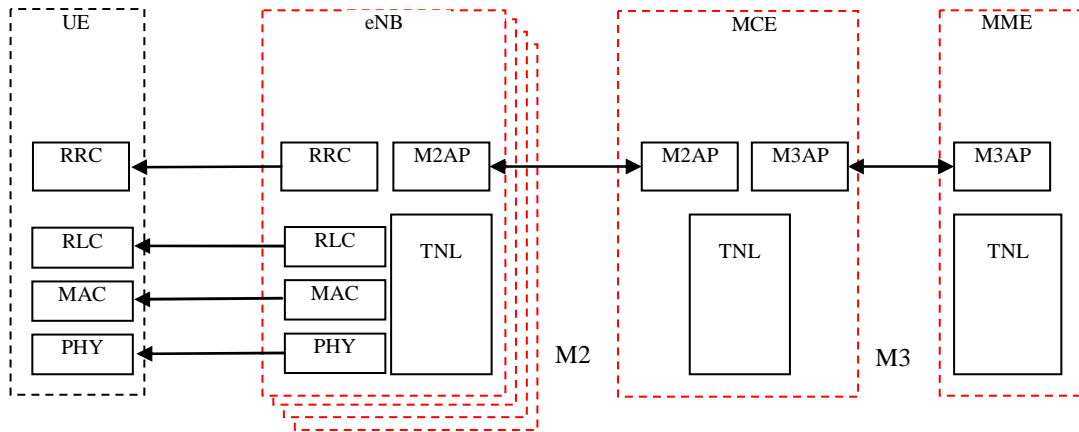 UE
eNB
MCE
MME
RRC
RRC
M2AP
M2AP
M3AP
M3AP
RLC
RLC
TNL
TNL
TNL
MAC
MAC
PHY
PHY
M2
M3